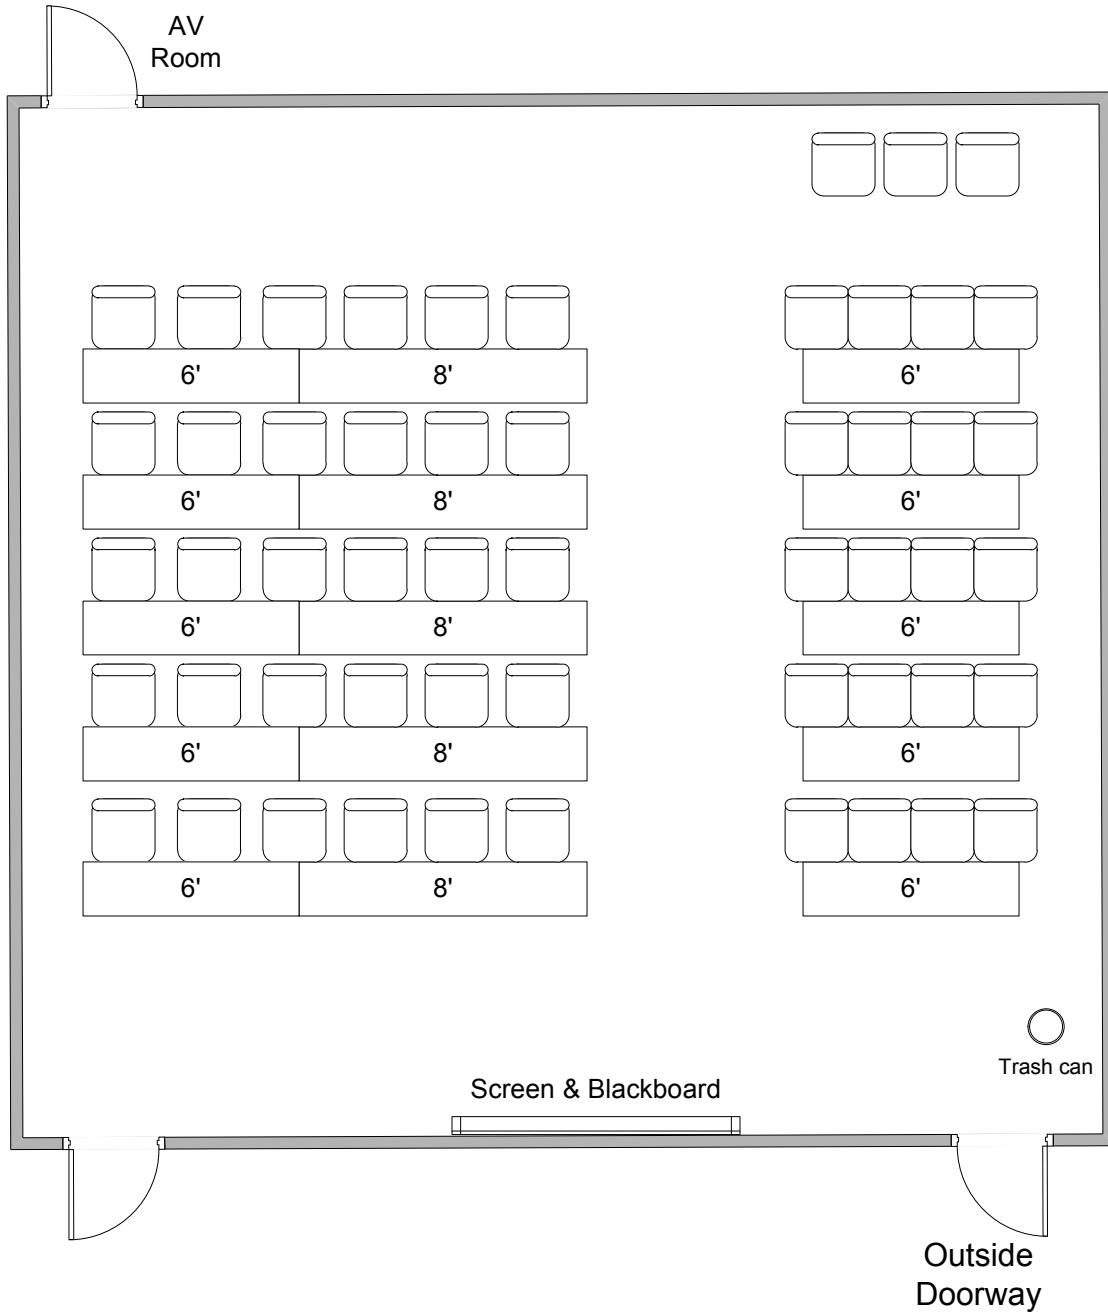 AV
Room
6' 8' 6'
6' 8' 6'
6' 8' 6'
6' 8' 6'
6' 8' 6'
Trash can
Screen & Blackboard
Outside
Doorway